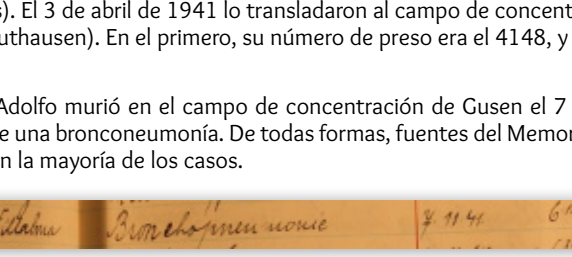 s). El 3 de abril de 1941 lo transladaron al campo de concent
uthausen). En el primero, su número de preso era el 4148, y
Adolfo murió en el campo de concentración de Gusen el 7
e una bronconeumonía. De todas formas, fuentes del Memor
n la mayoría de los casos.
Bronchopneumonie 7 11 41